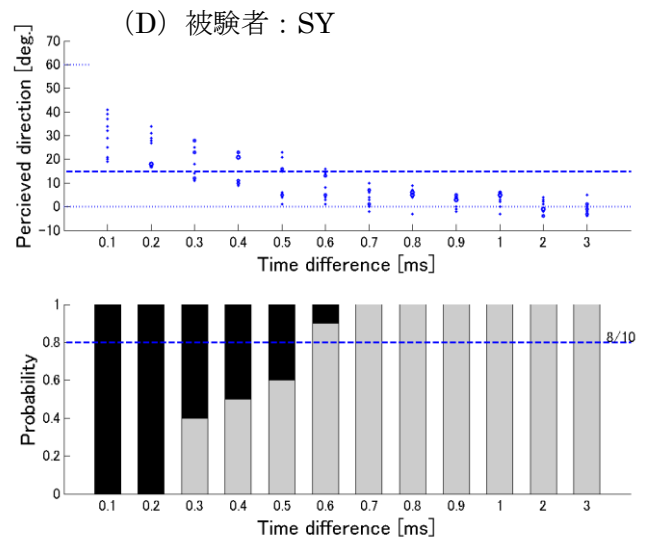 (D) 被験者：SY
Percieved direction [deg.]
70
60
50
40
30
20
10
0
-10
0.1 0.2 0.3 0.4 0.5 0.6 0.7 0.8 0.9 1 2 3
Time difference [ms]
Probability
1
0.8
0.6
0.4
0.2
0
8/10
0.1 0.2 0.3 0.4 0.5 0.6 0.7 0.8 0.9 1 2 3
Time difference [ms]